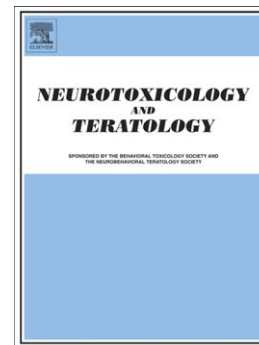 NEUROTOXICOLOGY
AND
TERATOLOGY
SPONSORED BY THE BEHAVIORAL TOXICOLOGY SOCIETY AND
THE NEUROBEHAVIORAL TERATOLOGY SOCIETY